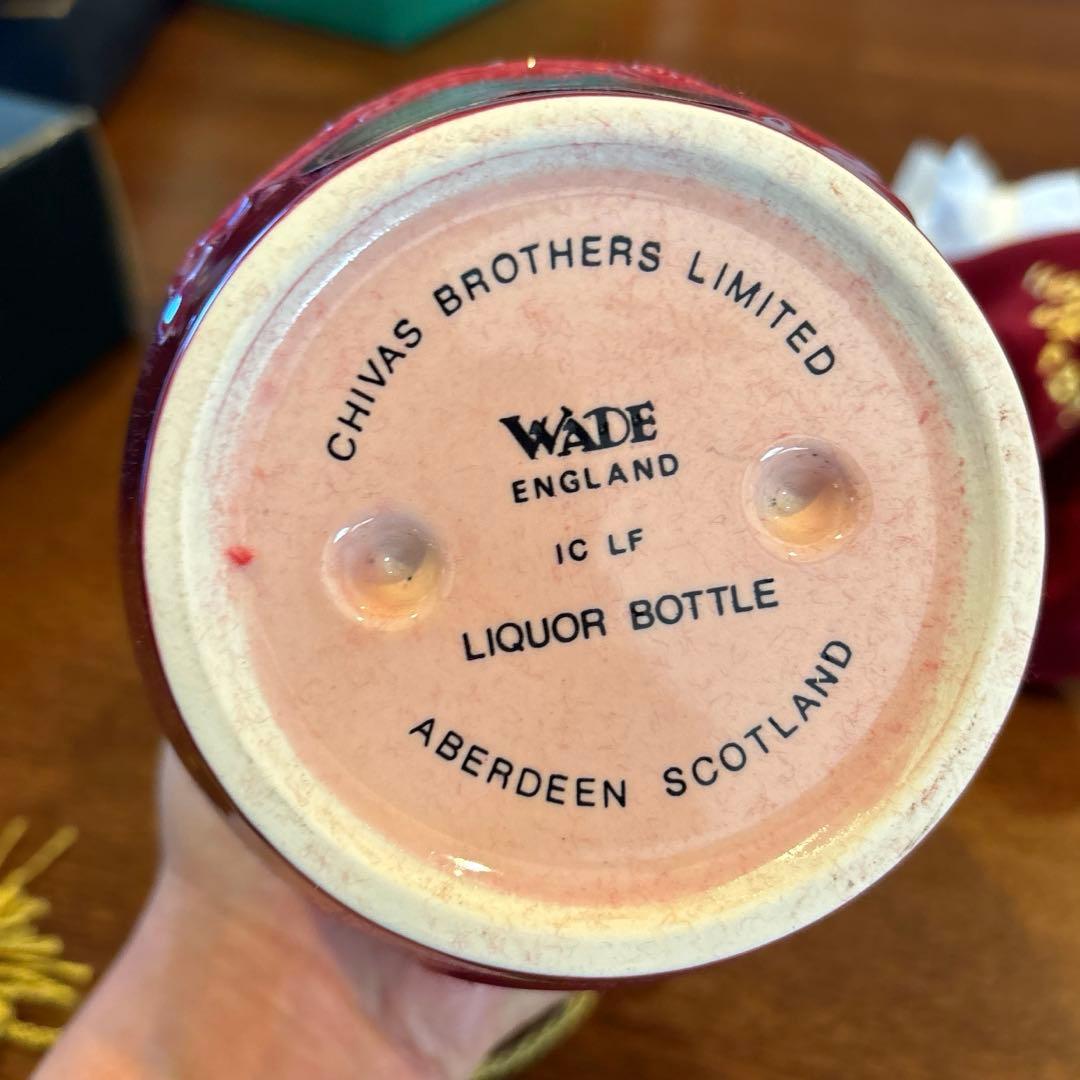 CHIVAS BROTHERS LIMITED
WADE
ENGLAND
IC LF
LIQUOR BOTTLE
ABERDEEN SCOTLAND